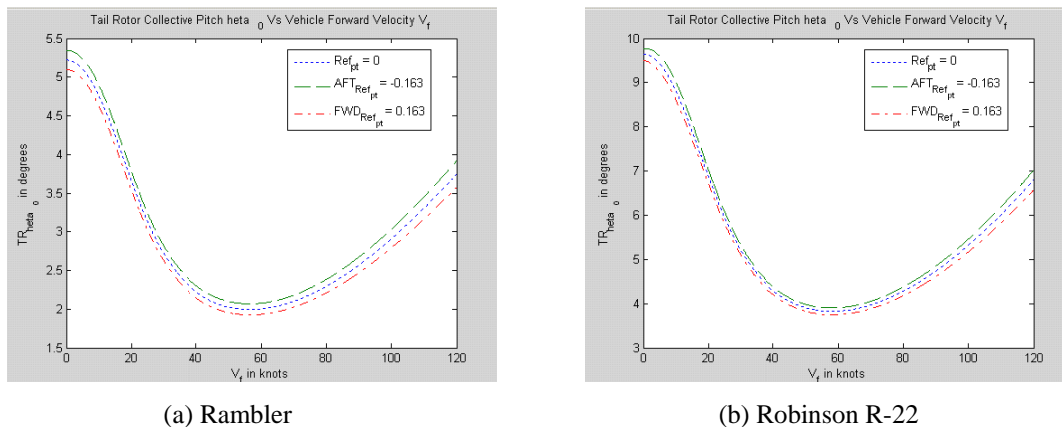 Tail Rotor Collective Pitch heta 0 Vs Vehicle Forward Velocity Vf
5.5
5
4.5
4
3.5
3
2.5
2
1.5
TRheta 0 in degrees
Refpt = 0
AFTRefpt = -0.163
FWDRefpt = 0.163
0 20 40 60 80 100 120
Vf in knots
(a) Rambler
Tail Rotor Collective Pitch heta 0 Vs Vehicle Forward Velocity Vf
10
9
8
7
6
5
4
3
TRheta 0 in degrees
Refpt = 0
AFTRefpt = -0.163
FWDRefpt = 0.163
0 20 40 60 80 100 120
Vf in knots
(b) Robinson R-22